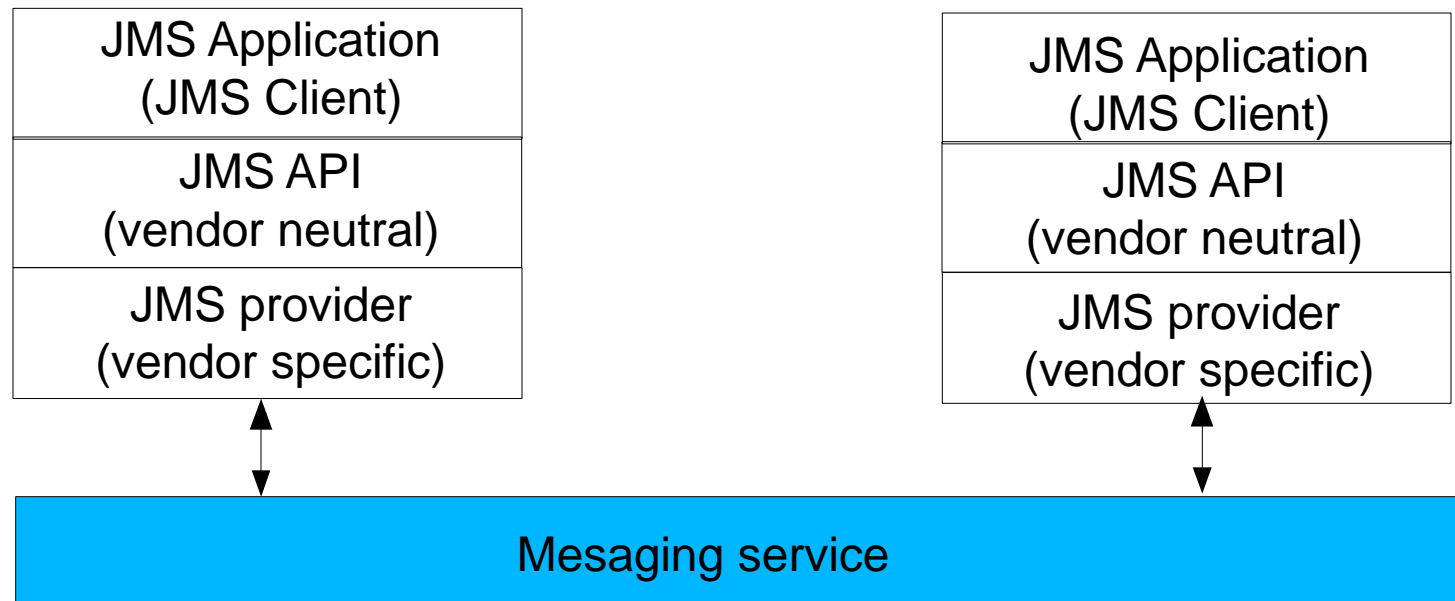 JMS Application
(JMS Client)
JMS API
(vendor neutral)
JMS provider
(vendor specific)
JMS Application
(JMS Client)
JMS API
(vendor neutral)
JMS provider
(vendor specific)
Mesaging service